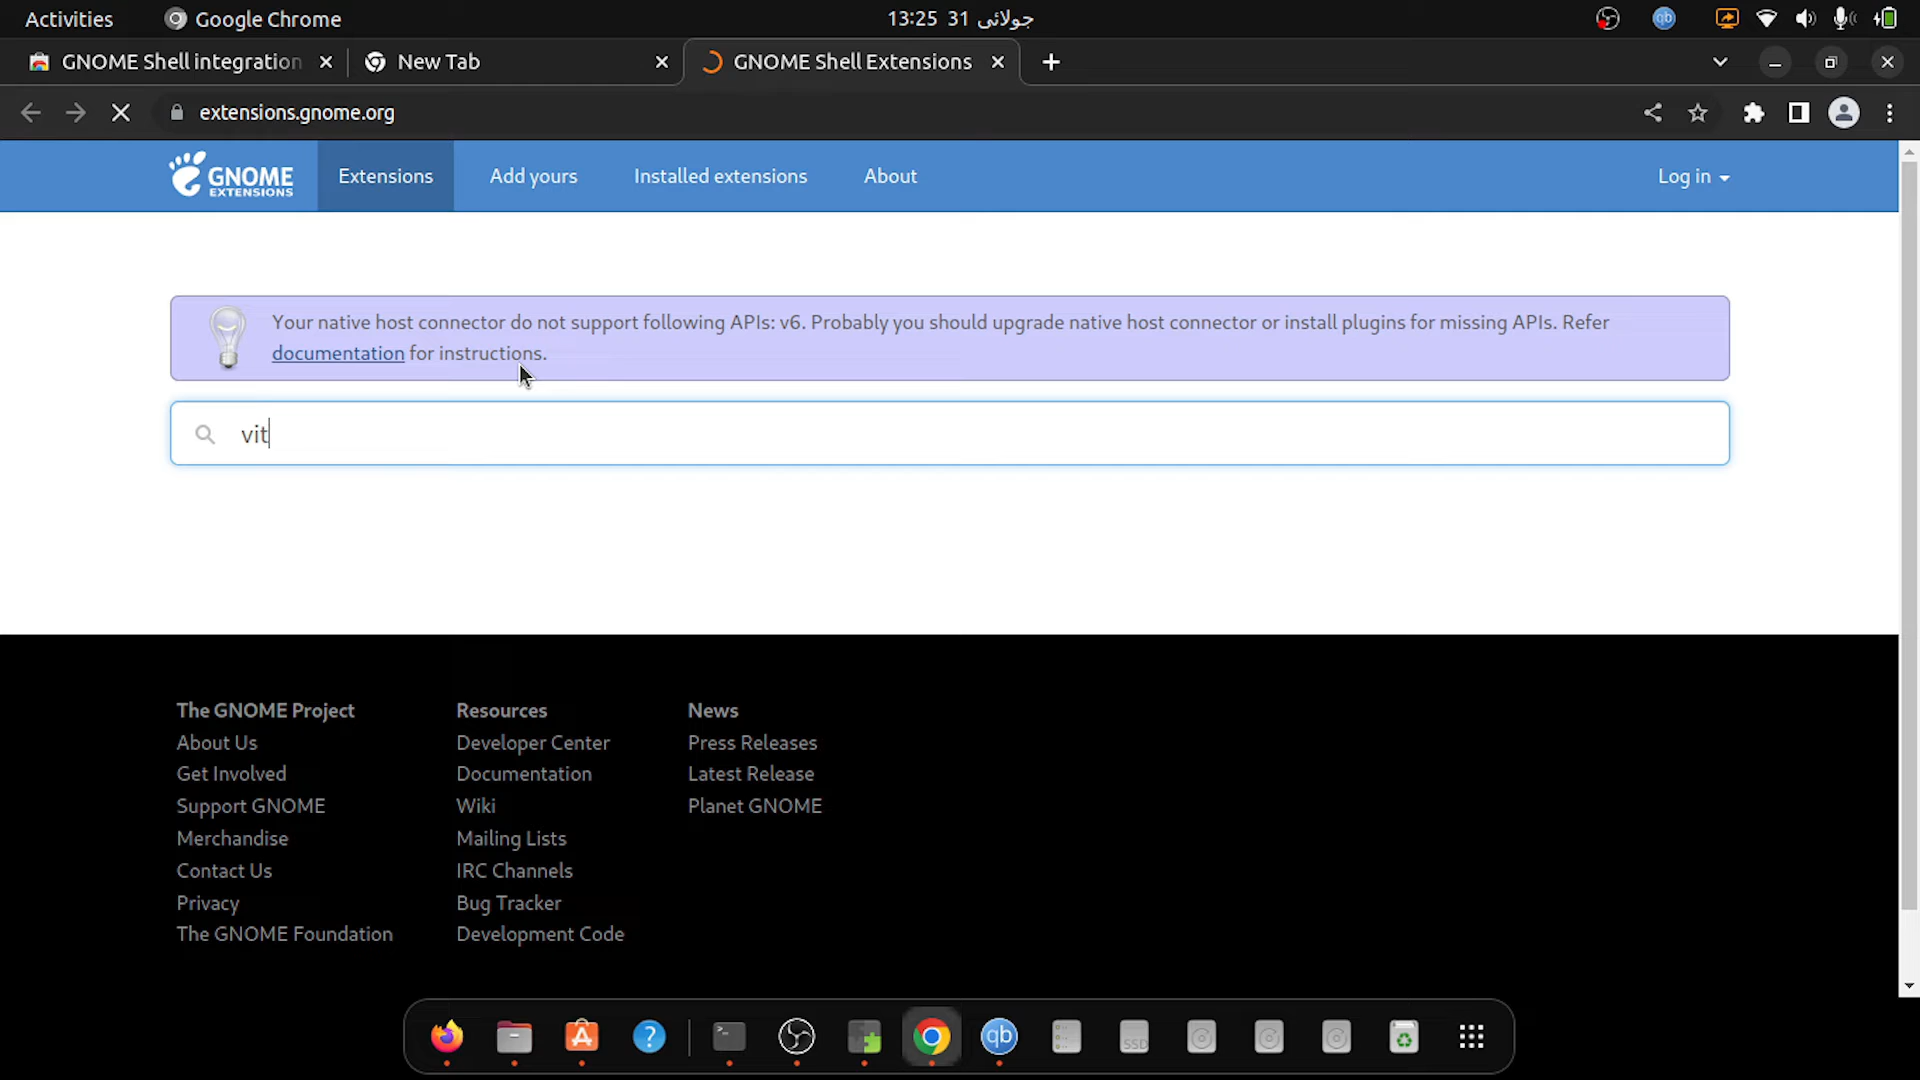 Activities
Google Chrome
13:25 31 جولائی
GNOME Shell integration
New Tab
GNOME Shell Extensions
extensions.gnome.org
GNOME EXTENSIONS
Extensions
Add yours
Installed extensions
About
Log in
Your native host connector do not support following APIs: v6. Probably you should upgrade native host connector or install plugins for missing APIs. Refer
documentation for instructions.
vit
The GNOME Project
About Us
Get Involved
Support GNOME
Merchandise
Contact Us
Privacy
The GNOME Foundation
Resources
Developer Center
Documentation
Wiki
Mailing Lists
IRC Channels
Bug Tracker
Development Code
News
Press Releases
Latest Release
Planet GNOME
qb
qb
SSD